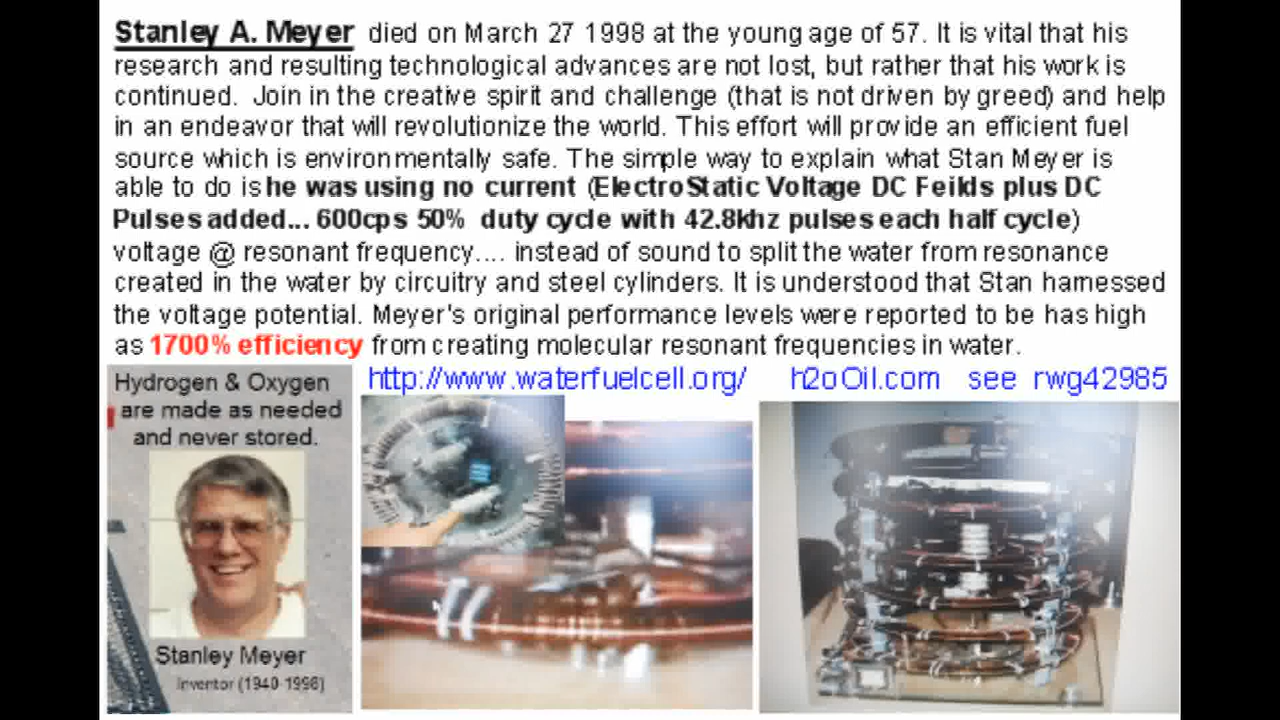 Stanley A. Meyer died on March 27 1998 at the young age of 57. It is vital that his
research and resulting technological advances are not lost, but rather that his work is
continued. Join in the creative spirit and challenge (that is not driven by greed) and help
in an endeavor that will revolutionize the world. This effort will provide an efficient fuel
source which is environmentally safe. The simple way to explain what Stan Meyer is
able to do is he was using no current (ElectroStatic Voltage DC Feilds plus DC
Pulses added... 600cps 50% duty cycle with 42.8khz pulses each half cycle)
voltage @ resonant frequency.... instead of sound to split the water from resonance
created in the water by circuitry and steel cylinders. It is understood that Stan harnessed
the voltage potential. Meyer's original performance levels were reported to be has high
as 1700% efficiency from creating molecular resonant frequencies in water.
http://www.waterfuelcell.org/ h2oOil.com see rwg42985
Hydrogen & Oxygen
are made as needed
and never stored.
Stanley Meyer
Inventor (1940-1998)